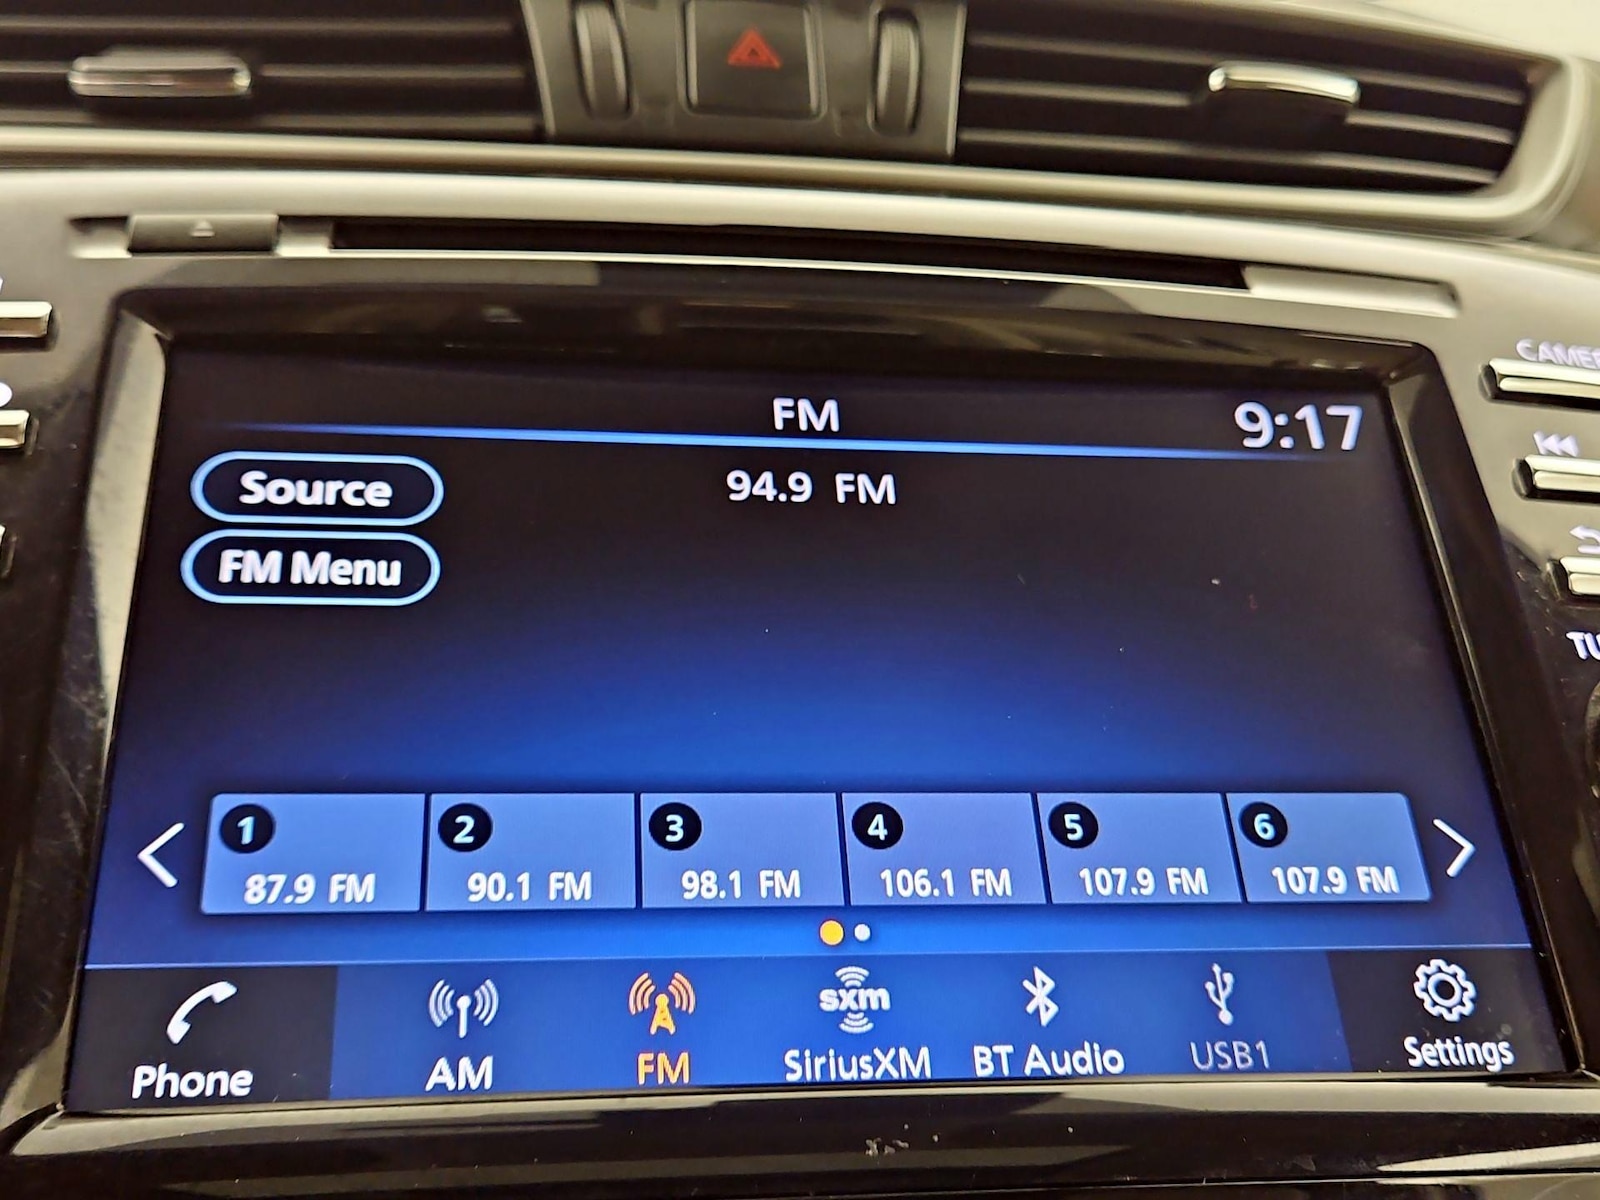 FM
9:17
Source
94.9 FM
FM Menu
1 2 3 4 5 6
87.9 FM 90.1 FM 98.1 FM 106.1 FM 107.9 FM 107.9 FM
sxm
Phone AM FM SiriusXM BT Audio USB1 Settings